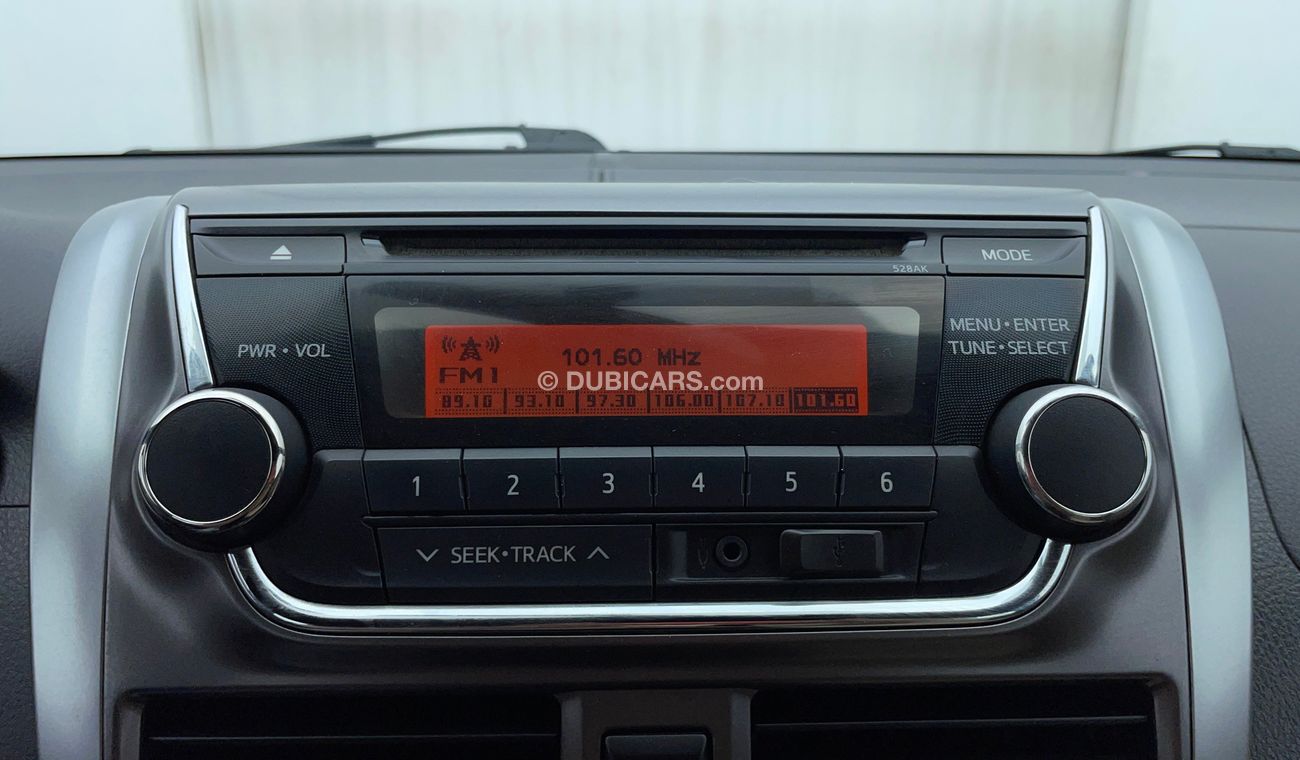 528AK
MODE
PWR • VOL
MENU • ENTER
TUNE • SELECT
101.60 MHz
FM1
© DUBICARS.com
89.10 93.10 97.30 106.00 107.10 101.60
1 2 3 4 5 6
SEEK • TRACK